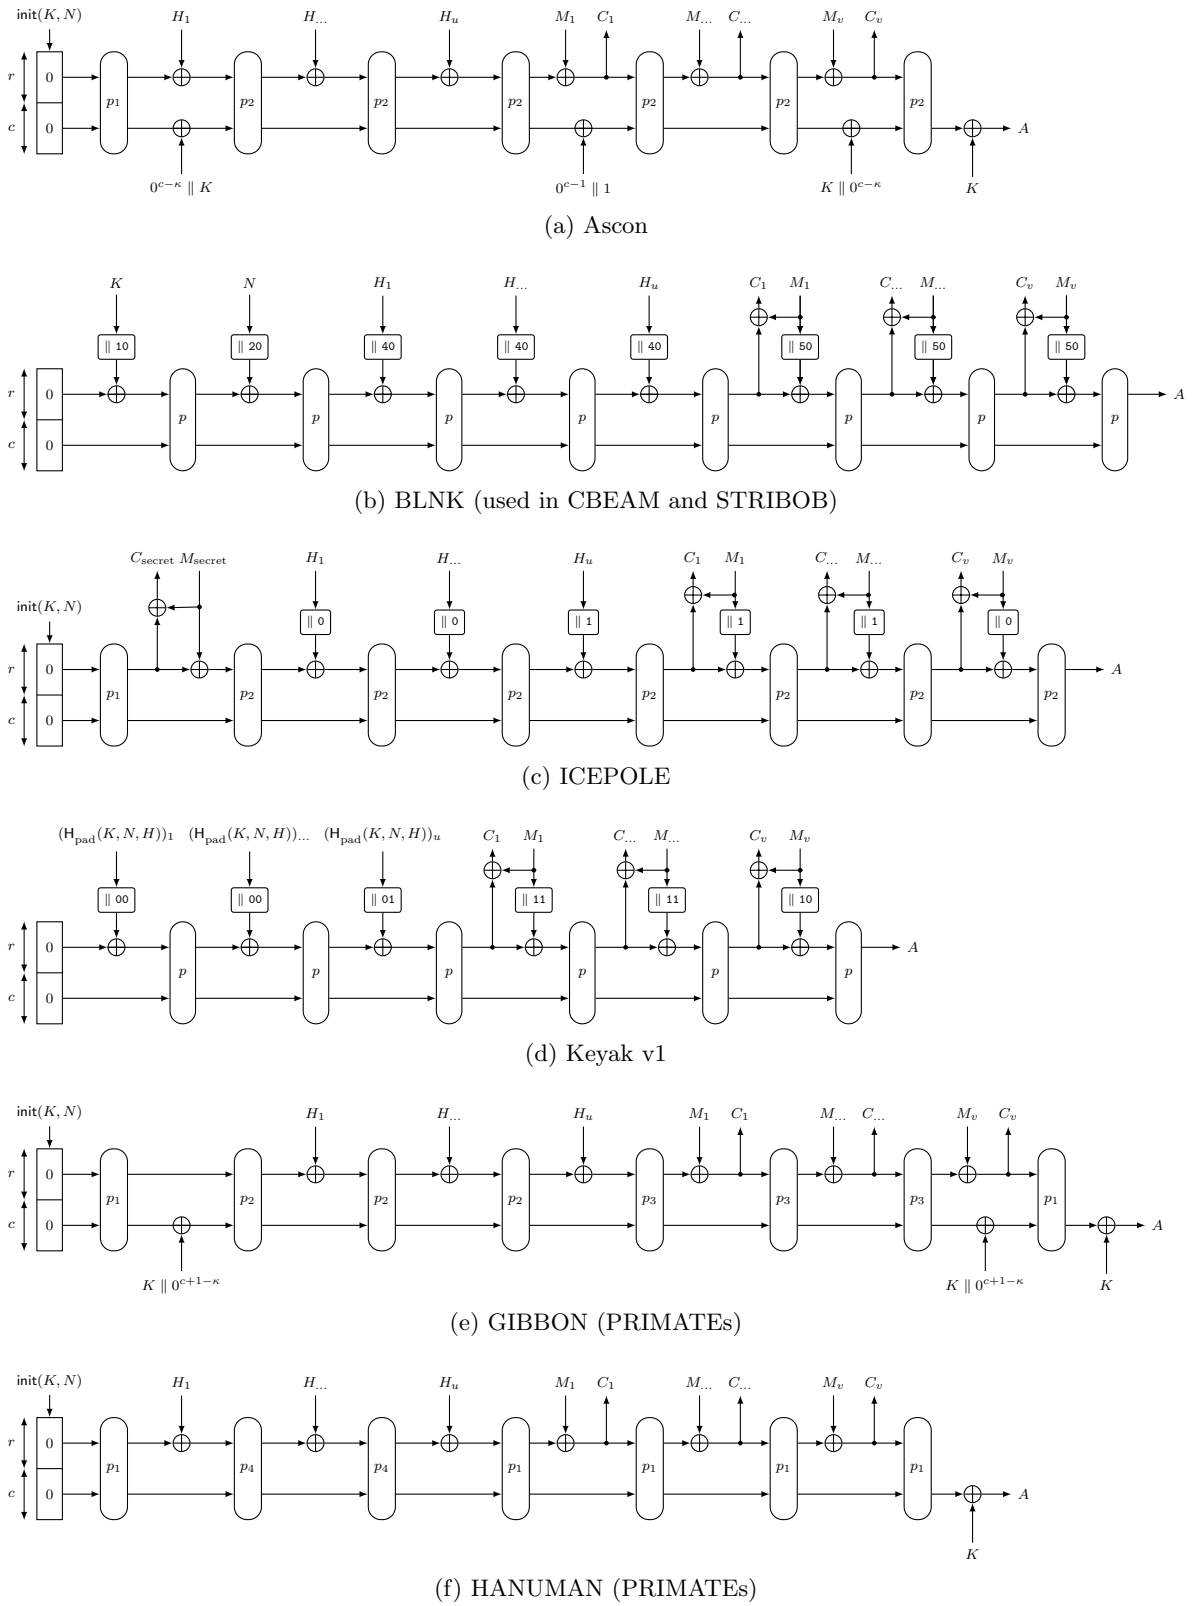 init(K, N) H1 H... Hu M1 C1 M... C... Mv Cv
r 0 p1 p2 p2 p2 p2 p2 p2
c 0 A
0^{c−κ} ∥ K 0^{c−1} ∥ 1 K ∥ 0^{c−κ} K
(a) Ascon
K N H1 H... Hu C1 M1 C... M... Cv Mv
∥ 10 ∥ 20 ∥ 40 ∥ 40 ∥ 40 ∥ 50 ∥ 50 ∥ 50
r 0 A
p p p p p p p p
c 0
(b) BLNK (used in CBEAM and STRIBOB)
Csecret Msecret H1 H... Hu C1 M1 C... M... Cv Mv
init(K, N)
∥ 0 ∥ 0 ∥ 1 ∥ 1 ∥ 1 ∥ 0
r 0 A
p1 p2 p2 p2 p2 p2 p2 p2
c 0
(c) ICEPOLE
(Hpad(K, N, H))1 (Hpad(K, N, H))... (Hpad(K, N, H))u C1 M1 C... M... Cv Mv
∥ 00 ∥ 00 ∥ 01 ∥ 11 ∥ 11 ∥ 10
r 0 A
p p p p p p
c 0
(d) Keyak v1
init(K, N) H1 H... Hu M1 C1 M... C... Mv Cv
r 0
p1 p2 p2 p2 p3 p3 p3 p1
c 0 A
K ∥ 0^{c+1−κ} K ∥ 0^{c+1−κ} K
(e) GIBBON (PRIMATEs)
init(K, N) H1 H... Hu M1 C1 M... C... Mv Cv
r 0
p1 p4 p4 p1 p1 p1 p1
c 0 A
K
(f) HANUMAN (PRIMATEs)